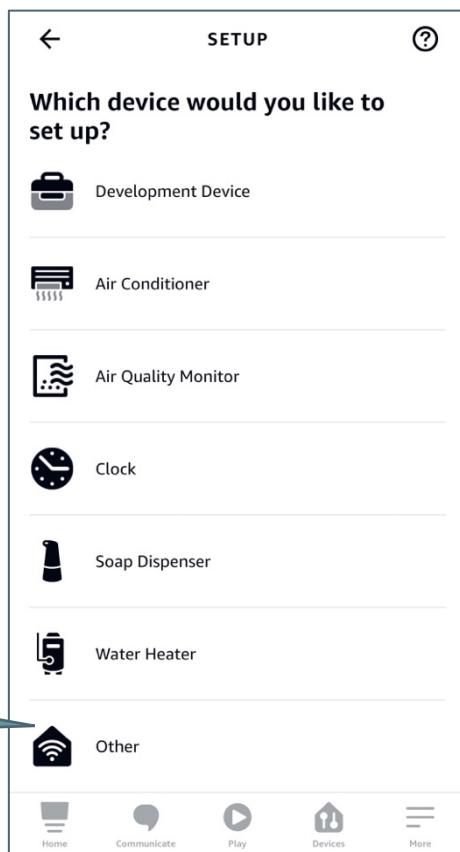 SETUP
Which device would you like to
set up?
Development Device
Air Conditioner
Air Quality Monitor
Clock
Soap Dispenser
Water Heater
Other
Home Communicate Play Devices More